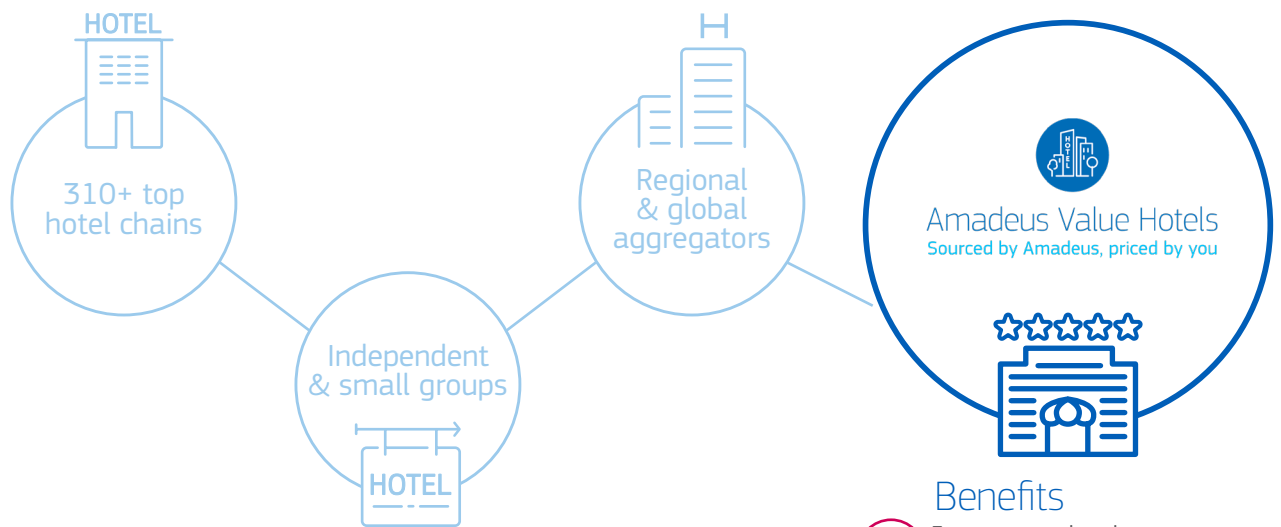 HOTEL
310+ top
hotel chains
Independent
& small groups
HOTEL
H
Regional
& global
aggregators
HOTEL
Amadeus Value Hotels
Sourced by Amadeus, priced by you
Benefits